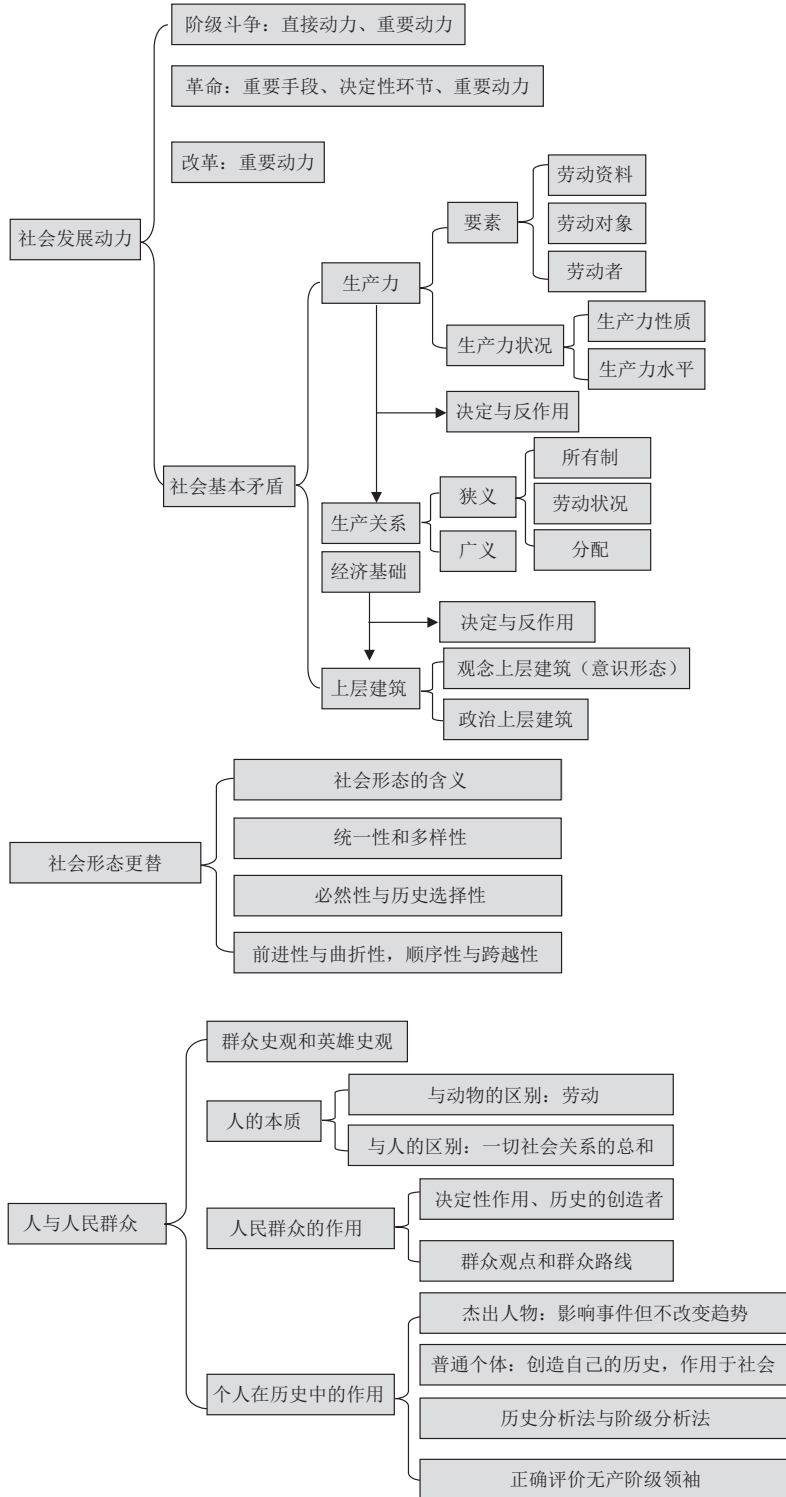 阶级斗争：直接动力、重要动力
革命：重要手段、决定性环节、重要动力
改革：重要动力
社会发展动力
社会基本矛盾
生产力
要素
劳动资料
劳动对象
劳动者
生产力状况
生产力性质
生产力水平
决定与反作用
生产关系
狭义
所有制
劳动状况
分配
广义
经济基础
决定与反作用
上层建筑
观念上层建筑（意识形态）
政治上层建筑
社会形态更替
社会形态的含义
统一性和多样性
必然性与历史选择性
前进性与曲折性，顺序性与跨越性
人与人民群众
群众史观和英雄史观
人的本质
与动物的区别：劳动
与人的区别：一切社会关系的总和
人民群众的作用
决定性作用、历史的创造者
群众观点和群众路线
个人在历史中的作用
杰出人物：影响事件但不改变趋势
普通个体：创造自己的历史，作用于社会
历史分析法与阶级分析法
正确评价无产阶级领袖